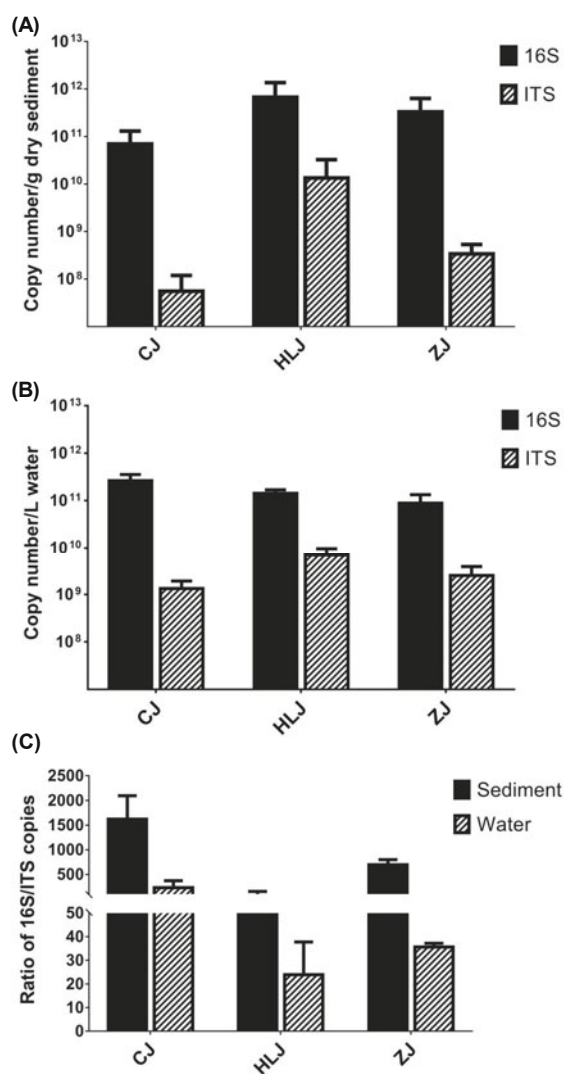 (A)
Copy number/g dry sediment
10¹³
10¹²
10¹¹
10¹⁰
10⁹
10⁸
16S
ITS
CJ
HLJ
ZJ
(B)
Copy number/L water
10¹³
10¹²
10¹¹
10¹⁰
10⁹
10⁸
16S
ITS
CJ
HLJ
ZJ
(C)
Ratio of 16S/ITS copies
2500
2000
1500
1000
500
50
40
30
20
10
0
Sediment
Water
CJ
HLJ
ZJ